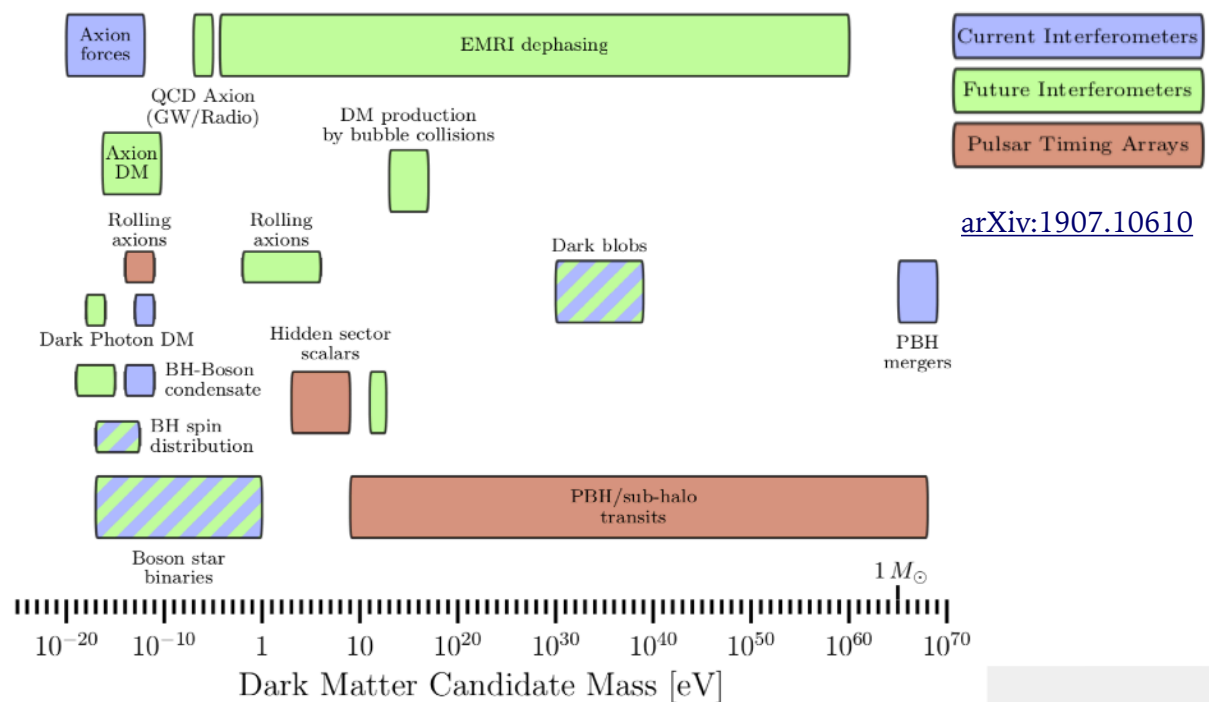 Axion
forces
EMRI dephasing
Current Interferometers
QCD Axion
(GW/Radio)
Future Interferometers
DM production
by bubble collisions
Pulsar Timing Arrays
Axion
DM
arXiv:1907.10610
Rolling
axions
Rolling
axions
Dark blobs
Dark Photon DM
Hidden sector
scalars
PBH
mergers
BH-Boson
condensate
BH spin
distribution
PBH/sub-halo
transits
Boson star
binaries
1 M☉
10⁻²⁰ 10⁻¹⁰ 1 10 10²⁰ 10³⁰ 10⁴⁰ 10⁵⁰ 10⁶⁰ 10⁷⁰
Dark Matter Candidate Mass [eV]